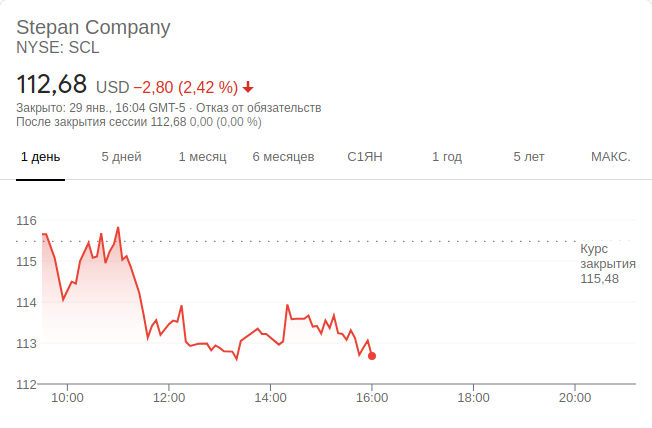 Stepan Company
NYSE: SCL
112,68 USD −2,80 (2,42 %)
Закрыто: 29 янв., 16:04 GMT-5 · Отказ от обязательств
После закрытия сессии 112,68 0,00 (0,00 %)
1 день 5 дней 1 месяц 6 месяцев С1ЯН 1 год 5 лет МАКС.
116
Курс
закрытия
115,48
115
114
113
112
10:00 12:00 14:00 16:00 18:00 20:00